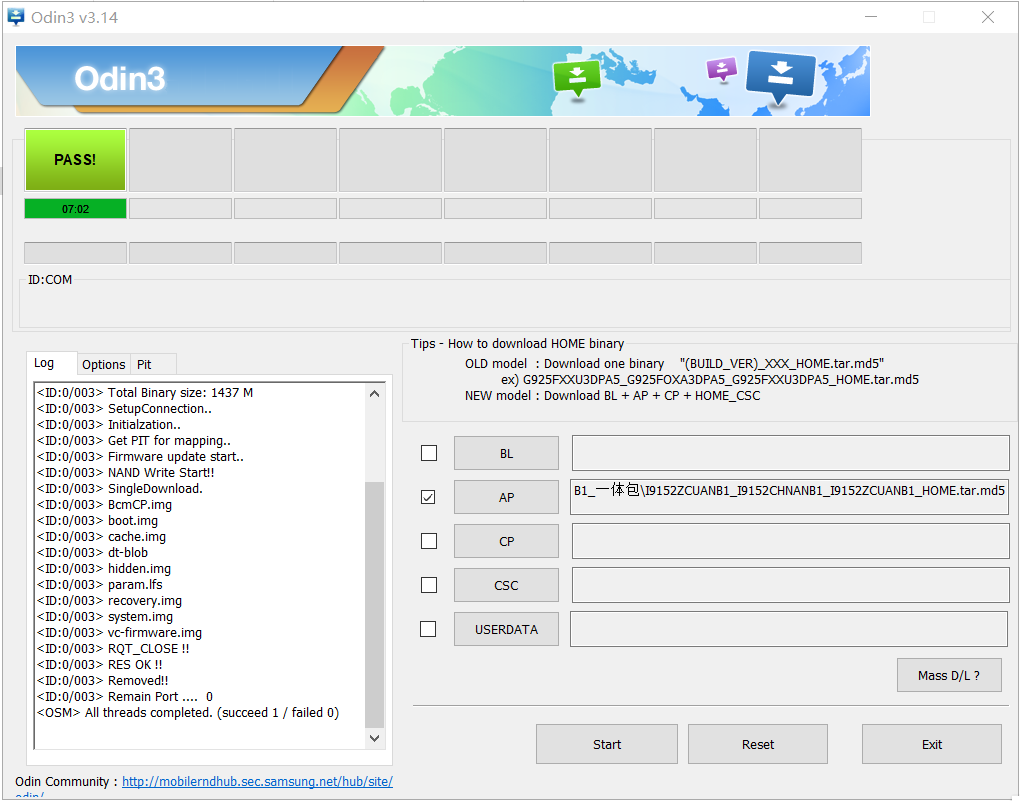 Odin3 v3.14
Odin3
PASS!
07:02
ID:COM
Log
Options
Pit
<ID:0/003> Total Binary size: 1437 M
<ID:0/003> SetupConnection..
<ID:0/003> Initialzation..
<ID:0/003> Get PIT for mapping..
<ID:0/003> Firmware update start..
<ID:0/003> NAND Write Start!!
<ID:0/003> SingleDownload.
<ID:0/003> BcmCP.img
<ID:0/003> boot.img
<ID:0/003> cache.img
<ID:0/003> dt-blob
<ID:0/003> hidden.img
<ID:0/003> param.lfs
<ID:0/003> recovery.img
<ID:0/003> system.img
<ID:0/003> vc-firmware.img
<ID:0/003> RQT_CLOSE !!
<ID:0/003> RES OK !!
<ID:0/003> Removed!!
<ID:0/003> Remain Port .... 0
<OSM> All threads completed. (succeed 1 / failed 0)
Odin Community : http://mobilerndhub.sec.samsung.net/hub/site/
odin/
Tips - How to download HOME binary
OLD model : Download one binary "(BUILD_VER)_XXX_HOME.tar.md5"
ex) G925FXXU3DPA5_G925FOXA3DPA5_G925FXXU3DPA5_HOME.tar.md5
NEW model : Download BL + AP + CP + HOME_CSC
BL
AP B1_一体包\I9152ZCUANB1_I9152CHNANB1_I9152ZCUANB1_HOME.tar.md5
CP
CSC
USERDATA
Mass D/L ?
Start
Reset
Exit